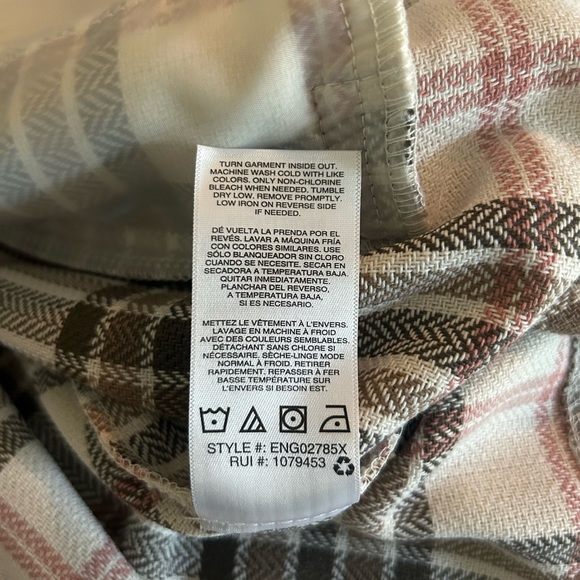 TURN GARMENT INSIDE OUT.
MACHINE WASH COLD WITH LIKE
COLORS. ONLY NON-CHLORINE
BLEACH WHEN NEEDED. TUMBLE
DRY LOW. REMOVE PROMPTLY.
LOW IRON ON REVERSE SIDE
IF NEEDED.
DÉ VUELTA LA PRENDA POR EL
REVÉS. LAVAR A MÁQUINA FRÍA
CON COLORES SIMILARES. USE
SÓLO BLANQUEADOR SIN CLORO
CUANDO SE NECESITE. SECAR EN
SECADORA A TEMPERATURA BAJA.
QUITAR INMEDIATAMENTE.
PLANCHAR DEL REVERSO,
A TEMPERATURA BAJA,
SI ES NECESARIO.
METTEZ LE VÊTEMENT À L'ENVERS.
LAVAGE EN MACHINE À FROID
AVEC DES COULEURS SEMBLABLES.
DÉTACHANT SANS CHLORE SI
NÉCESSAIRE. SÈCHE-LINGE MODE
NORMAL À FROID. RETIRER
RAPIDEMENT. REPASSER À FER
BASSE TEMPÉRATURE SUR
L'ENVERS SI BESOIN EST.
STYLE #: ENG02785X
RUI #: 1079453